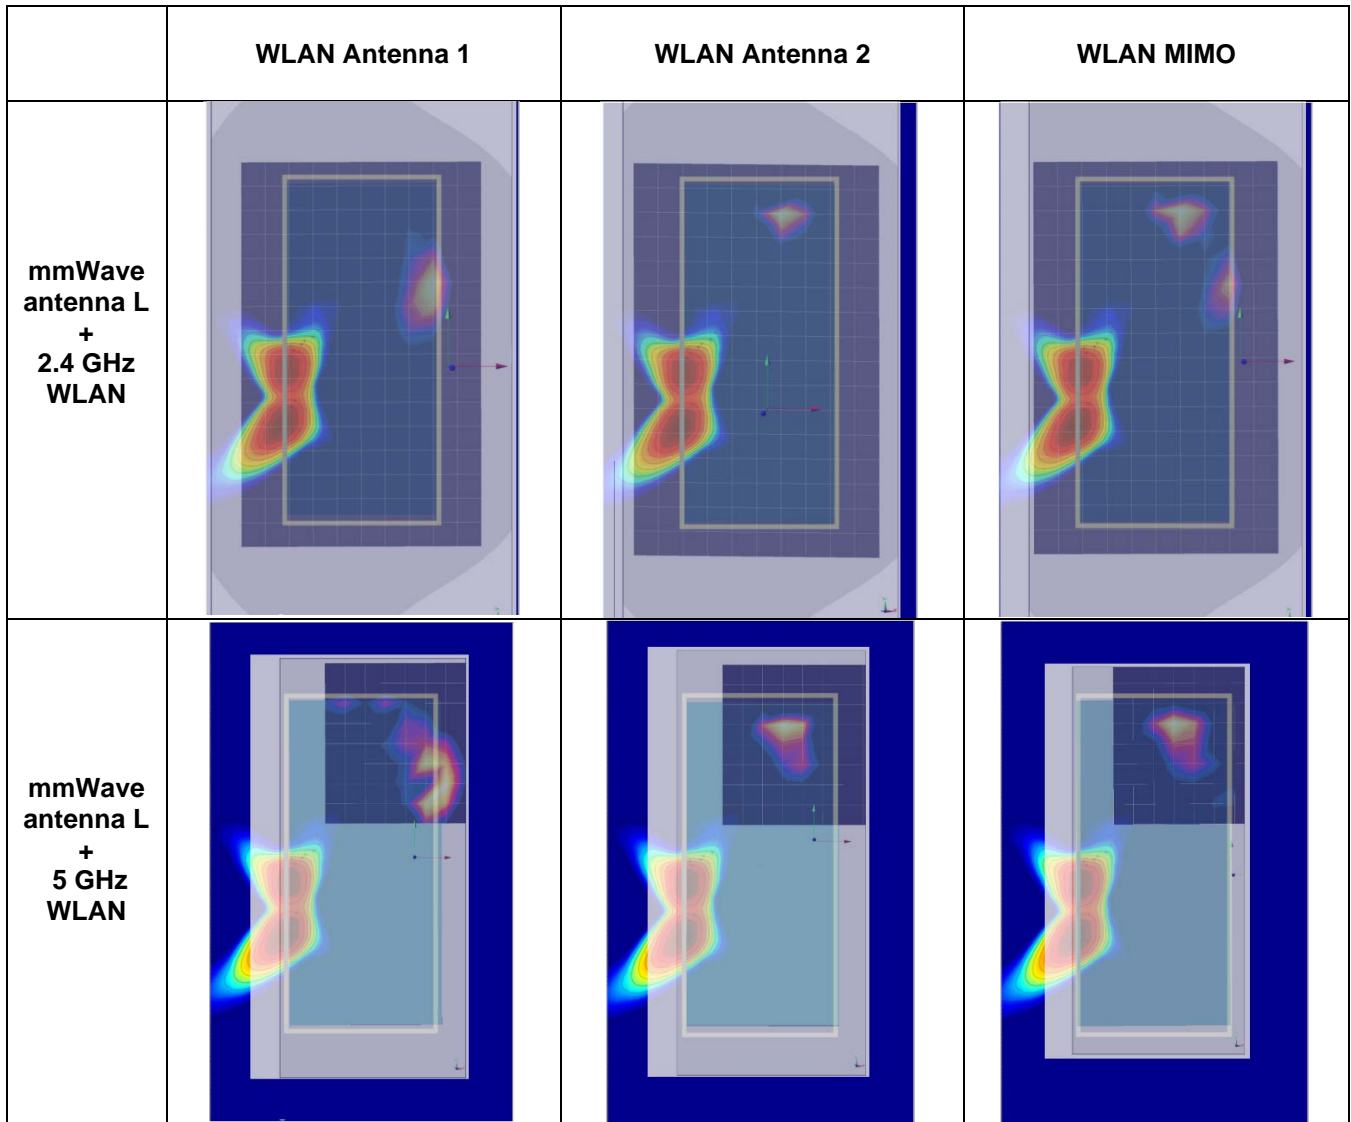 WLAN Antenna 1
WLAN Antenna 2
WLAN MIMO
mmWave
antenna L
+
2.4 GHz
WLAN
mmWave
antenna L
+
5 GHz
WLAN